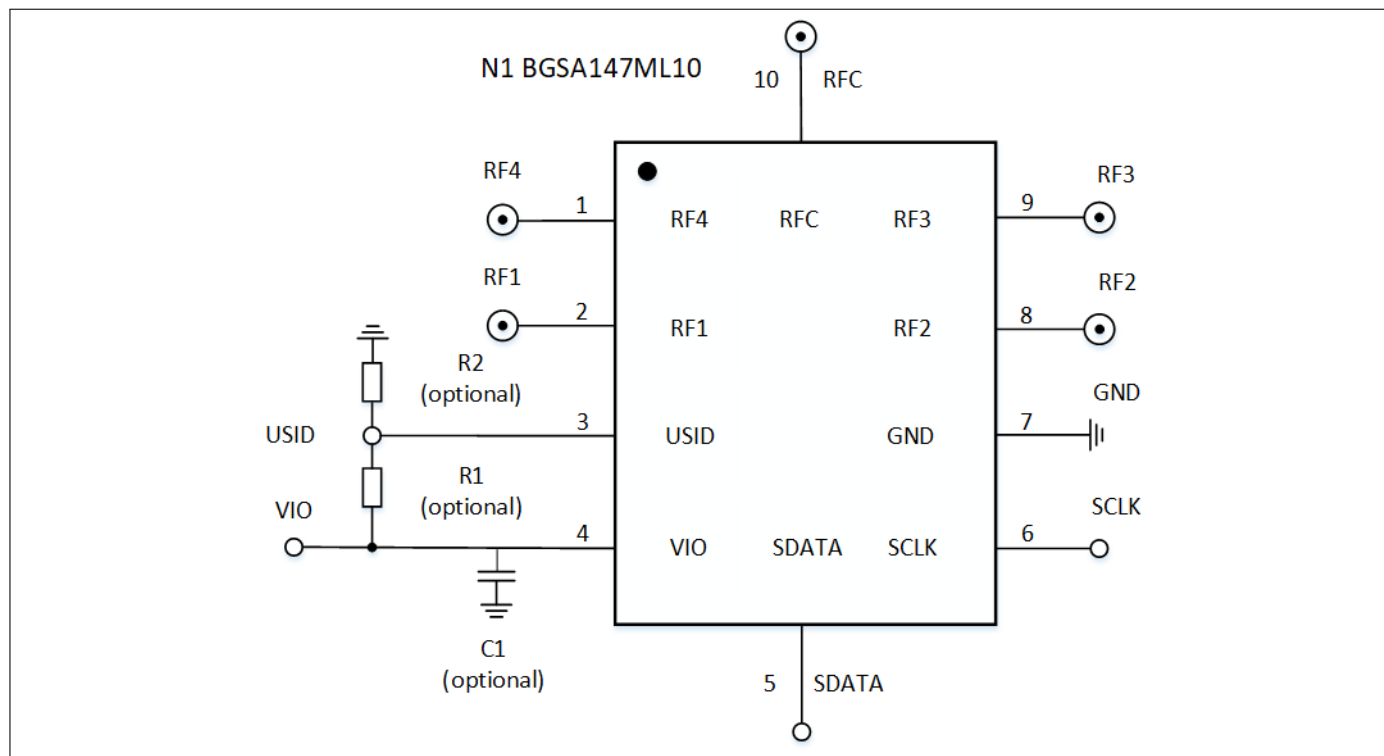 N1 BGSA147ML10
10 RFC
RF4
1
RF4 RFC RF3
9
RF3
RF1
2
RF1 RF2
8
RF2
R2
(optional)
USID
3
USID GND
7
GND
R1
(optional)
VIO
4
VIO SDATA SCLK
6
SCLK
C1
(optional)
5 SDATA